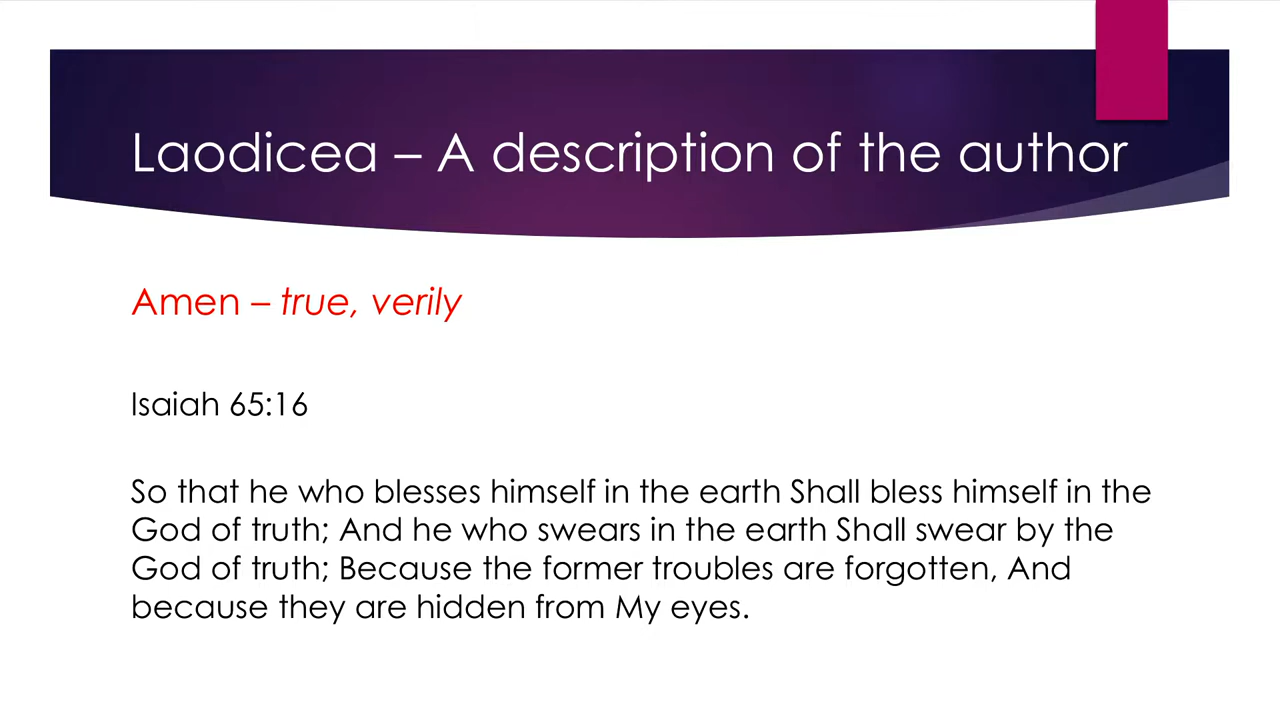 Laodicea – A description of the author
Amen – true, verily
Isaiah 65:16
So that he who blesses himself in the earth Shall bless himself in the
God of truth; And he who swears in the earth Shall swear by the
God of truth; Because the former troubles are forgotten, And
because they are hidden from My eyes.